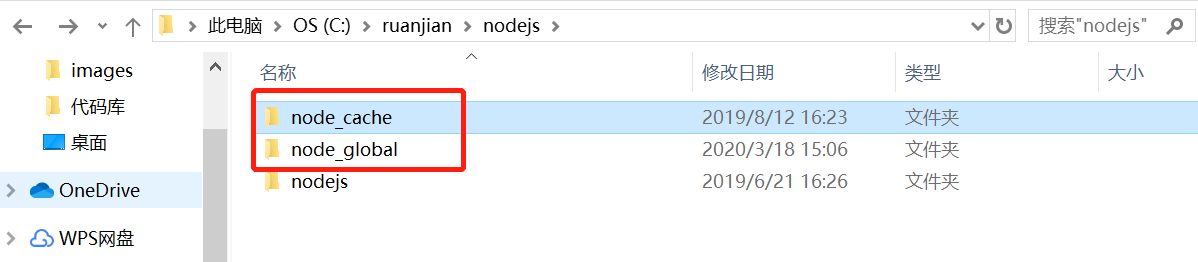 此电脑 > OS (C:) > ruanjian > nodejs >
搜索"nodejs"
images
代码库
桌面
OneDrive
WPS网盘
名称 修改日期 类型 大小
node_cache 2019/8/12 16:23 文件夹
node_global 2020/3/18 15:06 文件夹
nodejs 2019/6/21 16:26 文件夹